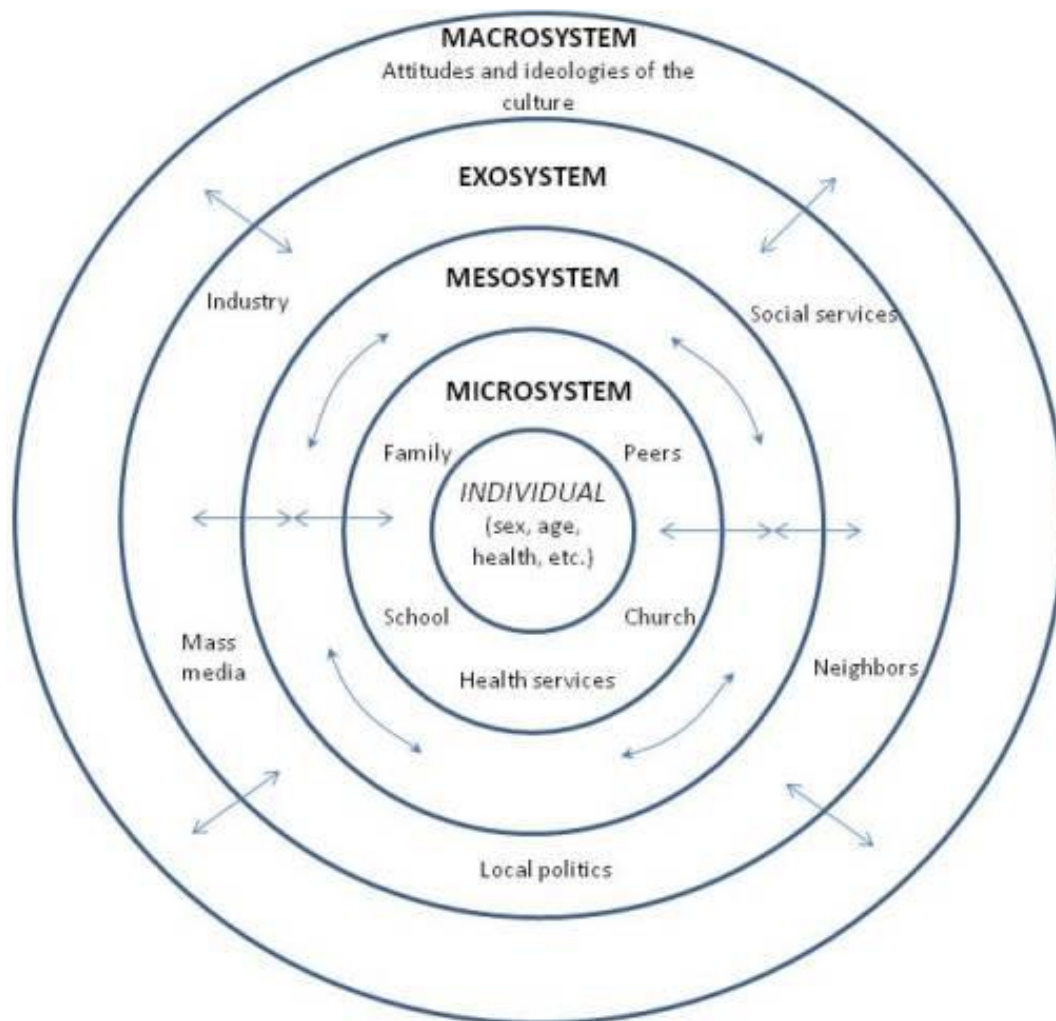 MACROSYSTEM
Attitudes and ideologies of the
culture
EXOSYSTEM
MESOSYSTEM
Industry
Social services
MICROSYSTEM
Family
Peers
INDIVIDUAL
(sex, age,
health, etc.)
School
Church
Mass
media
Neighbors
Health services
Local politics